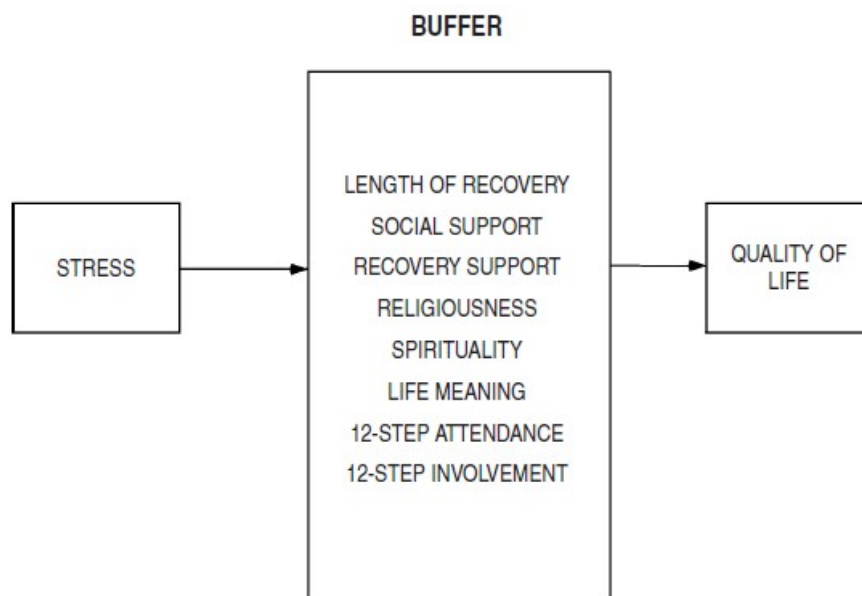 BUFFER
STRESS
LENGTH OF RECOVERY
SOCIAL SUPPORT
RECOVERY SUPPORT
RELIGIOUSNESS
SPIRITUALITY
LIFE MEANING
12-STEP ATTENDANCE
12-STEP INVOLVEMENT
QUALITY OF
LIFE